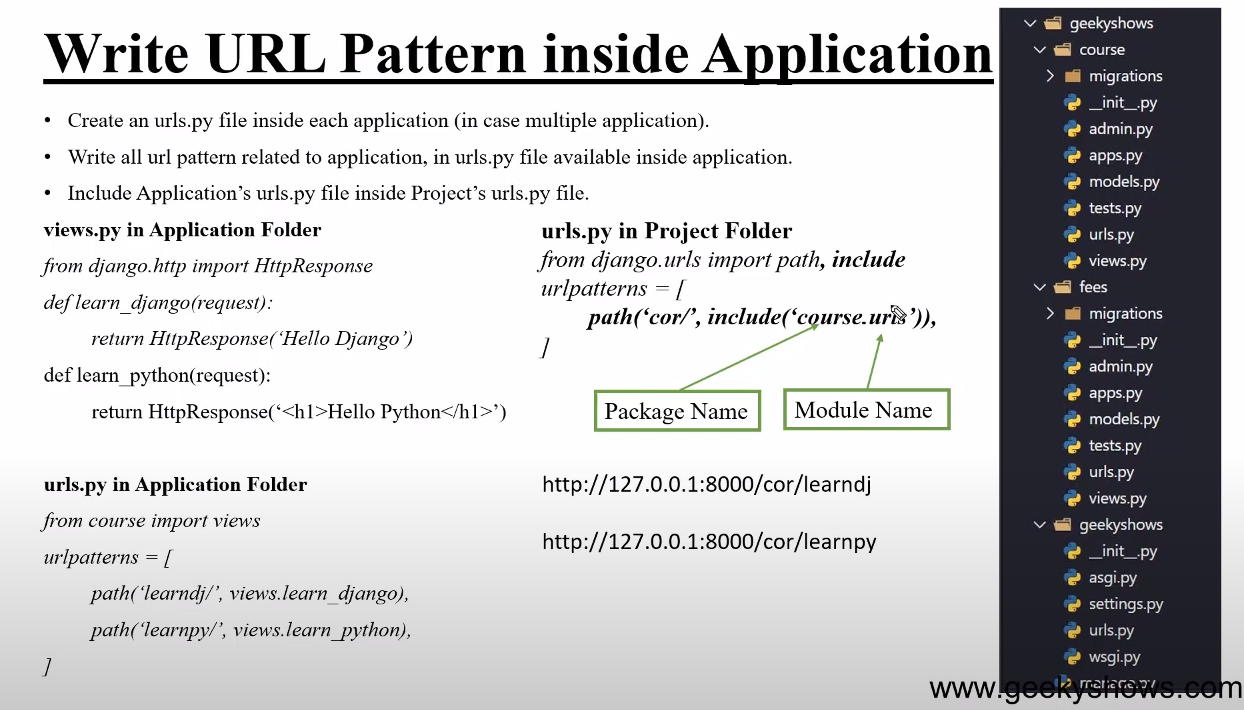 Write URL Pattern inside Application
• Create an urls.py file inside each application (in case multiple application).
• Write all url pattern related to application, in urls.py file available inside application.
• Include Application’s urls.py file inside Project’s urls.py file.
views.py in Application Folder
from django.http import HttpResponse
def learn_django(request):
return HttpResponse(‘Hello Django’)
def learn_python(request):
return HttpResponse(‘<h1>Hello Python</h1>’)
urls.py in Application Folder
from course import views
urlpatterns = [
path(‘learndj/’, views.learn_django),
path(‘learnpy/’, views.learn_python),
]
urls.py in Project Folder
from django.urls import path, include
urlpatterns = [
path(‘cor/’, include(‘course.urls’)),
]
Package Name
Module Name
http://127.0.0.1:8000/cor/learndj
http://127.0.0.1:8000/cor/learnpy
geekyshows
course
migrations
__init__.py
admin.py
apps.py
models.py
tests.py
urls.py
views.py
fees
migrations
__init__.py
admin.py
apps.py
models.py
tests.py
urls.py
views.py
geekyshows
__init__.py
asgi.py
settings.py
urls.py
wsgi.py
manage.py
www.geekyshows.com